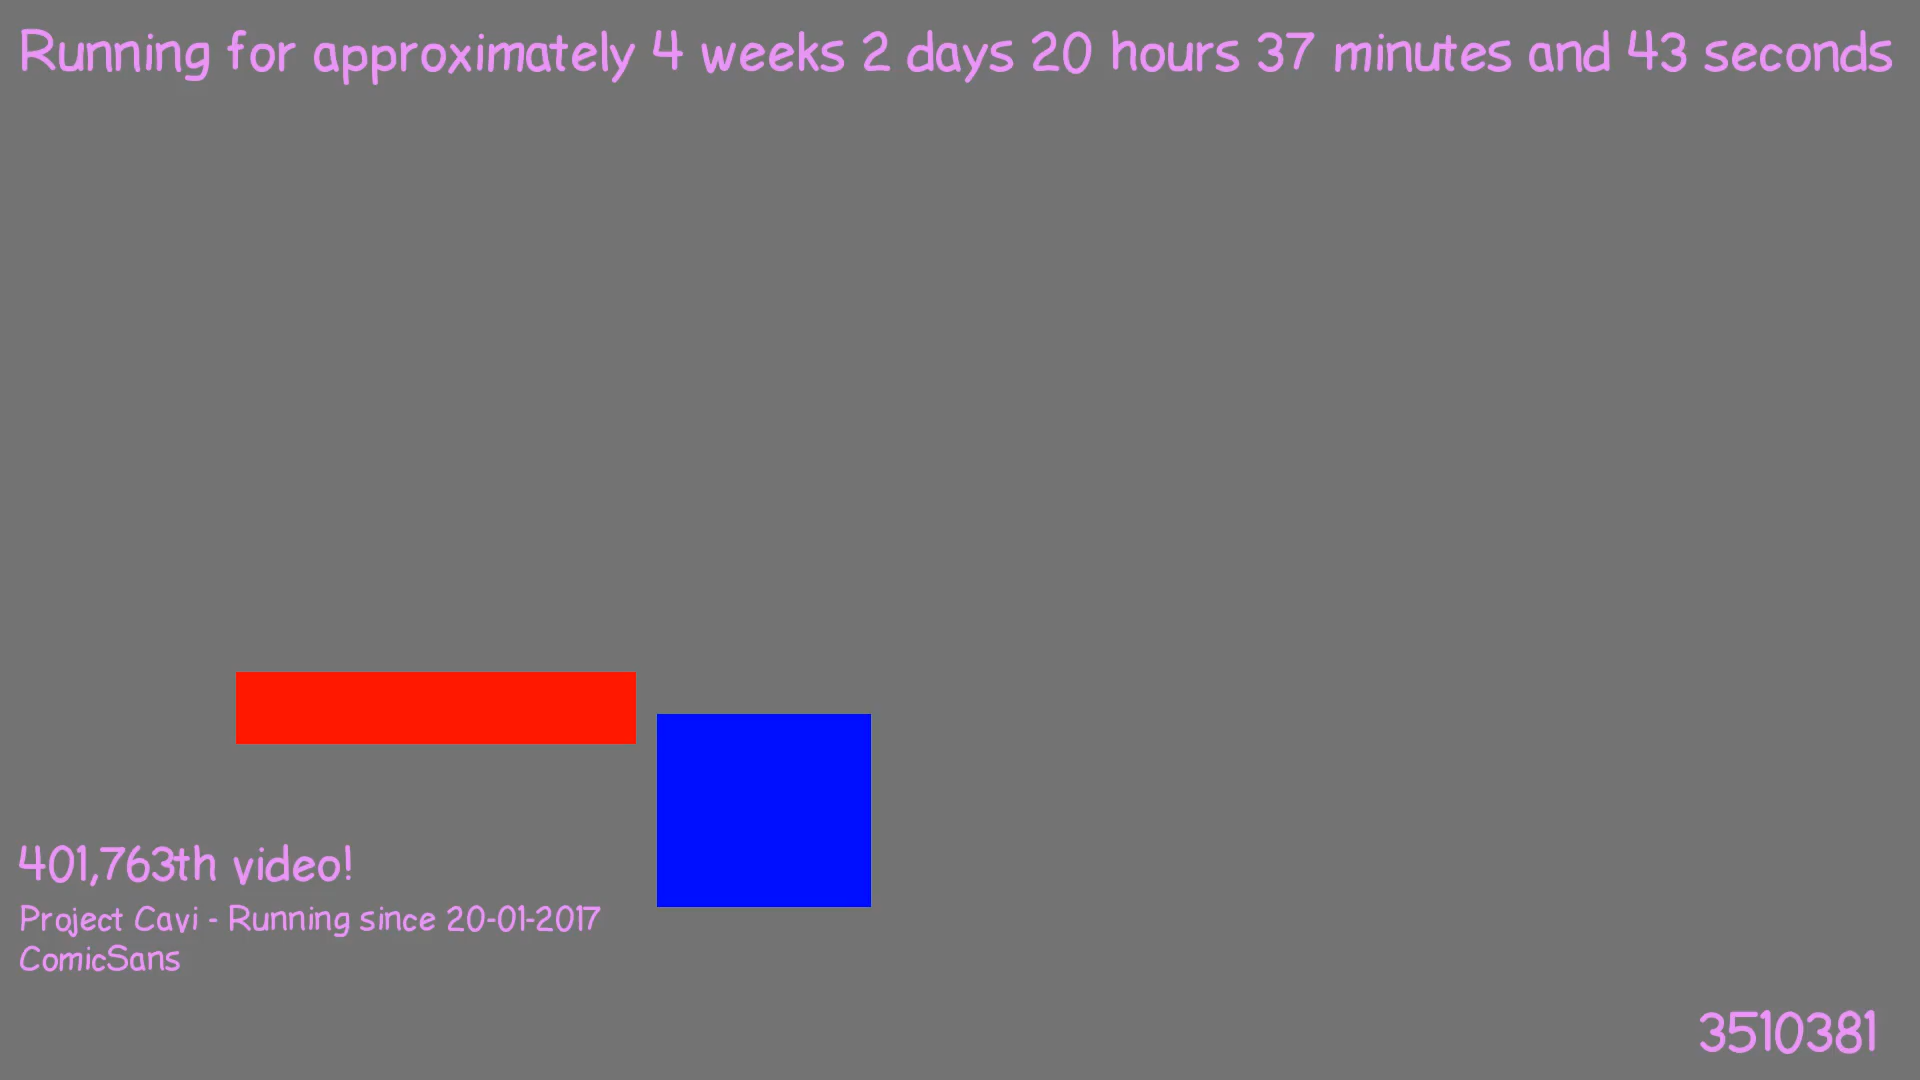 Running for approximately 4 weeks 2 days 20 hours 37 minutes and 43 seconds
401,763th video!
Project Cavi - Running since 20-01-2017
ComicSans
3510381